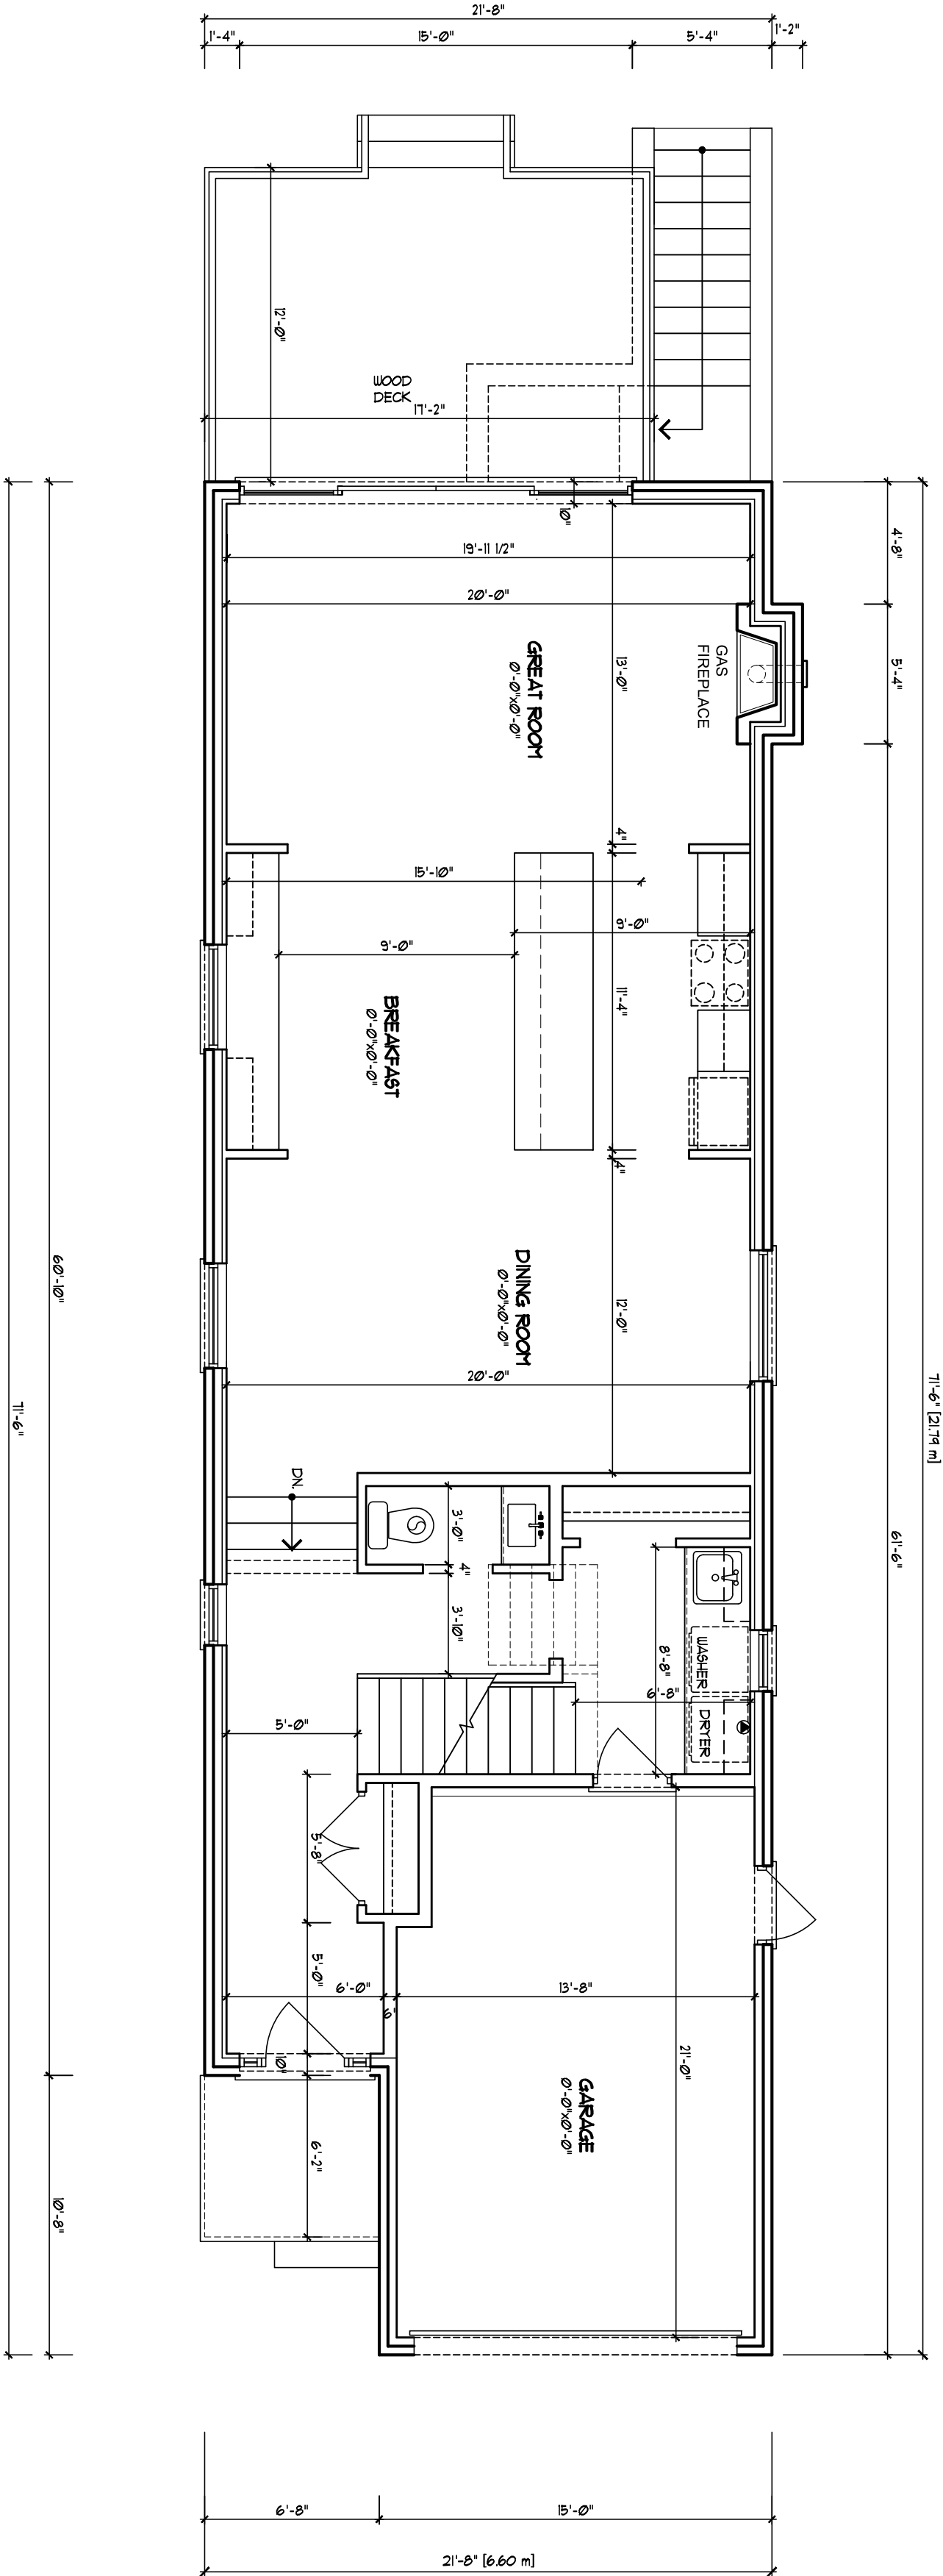 21'-8"
1'-4"
15'-0"
5'-4"
1'-2"
12'-0"
WOOD
DECK
17'-2"
10"
19'-11 1/2"
20'-0"
4'-8"
5'-4"
GAS
FIREPLACE
13'-0"
GREAT ROOM
0'-0"x0'-0"
4"
15'-10"
9'-0"
9'-0"
11'-4"
BREAKFAST
0'-0"x0'-0"
4"
DINING ROOM
0'-0"x0'-0"
12'-0"
20'-0"
60'-10"
71'-6"
71'-6" [21.79 m]
61'-6"
DN.
3'-0"
4"
3'-10"
8'-8"
6'-8"
WASHER
DRYER
5'-0"
5'-8"
5'-0"
6'-0"
6"
13'-8"
21'-0"
10"
GARAGE
0'-0"x0'-0"
6'-2"
10'-8"
6'-8"
15'-0"
21'-8" [6.60 m]